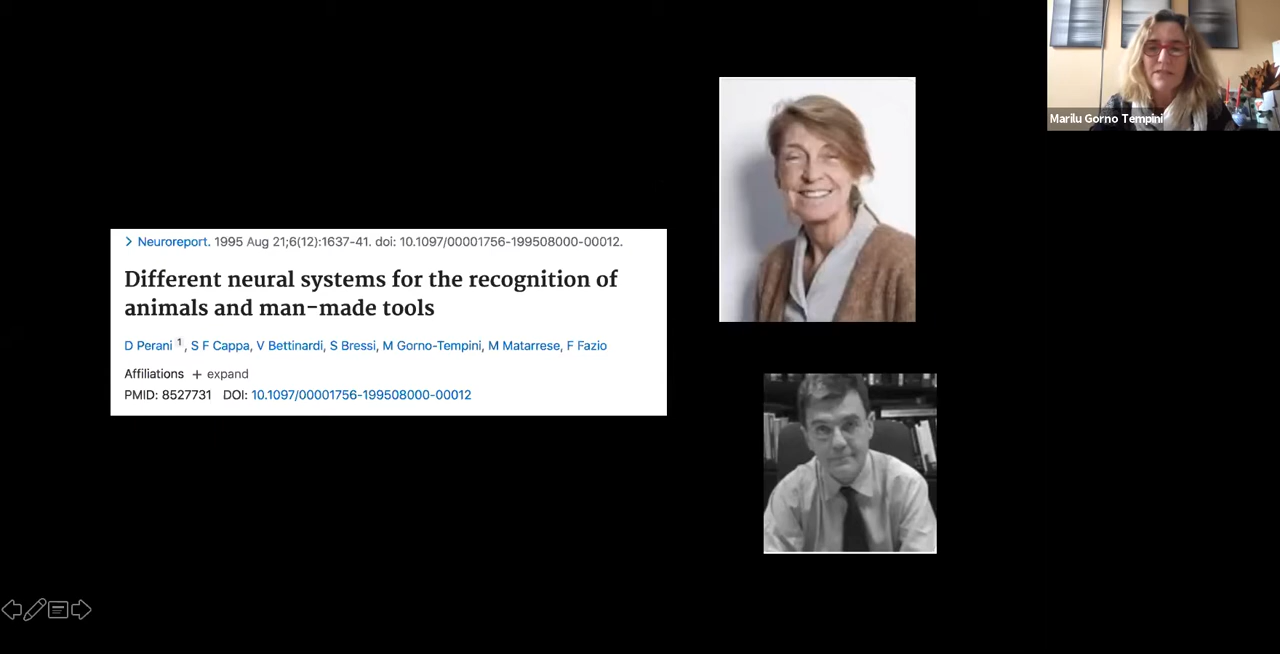 Marilu Gorno Tempini
Neuroreport. 1995 Aug 21;6(12):1637-41. doi: 10.1097/00001756-199508000-00012.
Different neural systems for the recognition of
animals and man-made tools
D Perani 1, S F Cappa, V Bettinardi, S Bressi, M Gorno-Tempini, M Matarrese, F Fazio
Affiliations + expand
PMID: 8527731 DOI: 10.1097/00001756-199508000-00012